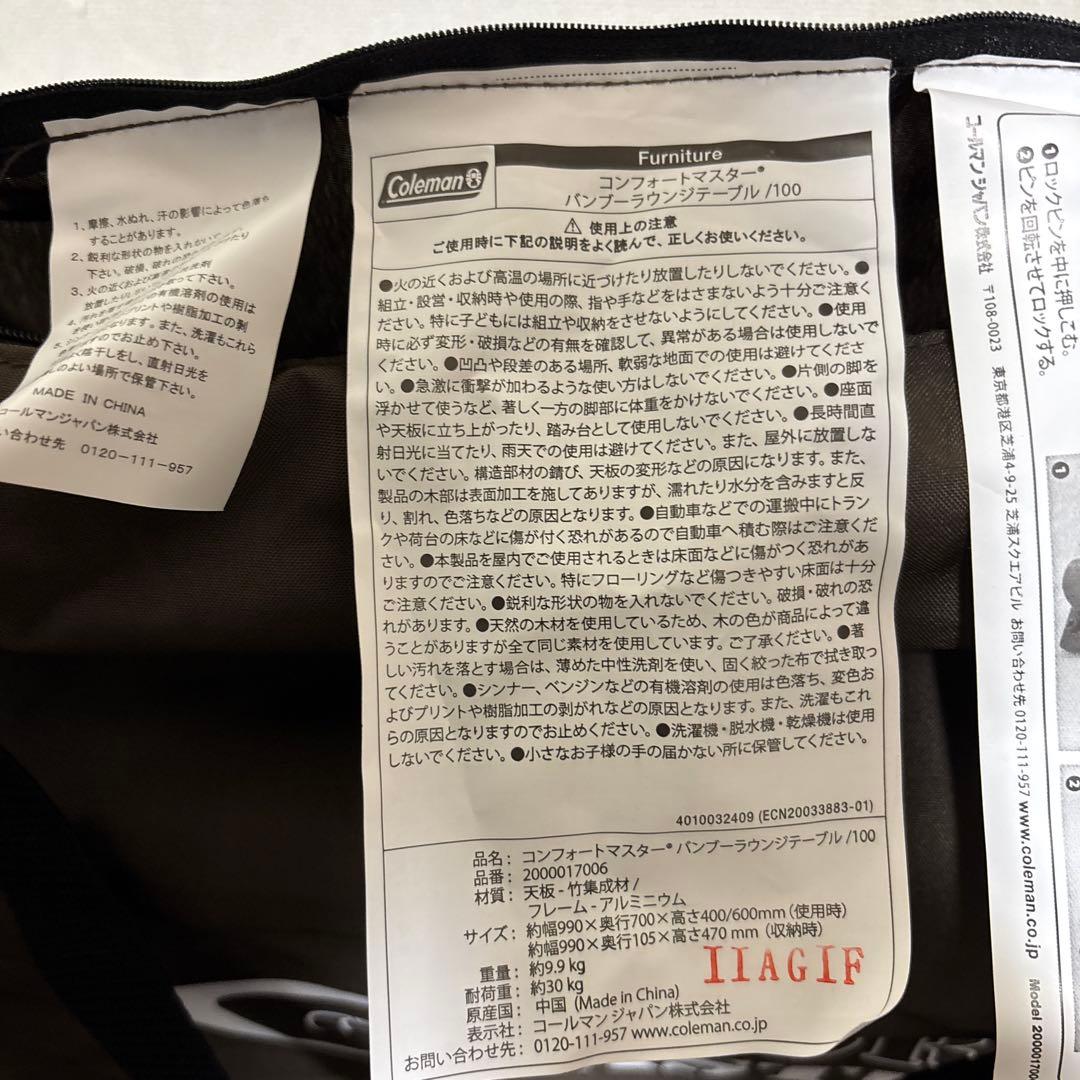 1、摩擦、水ぬれ、汗の影響によって色落ちや
することがあります。
2、鋭利な形状の物を入れない
下さい。破損、破れの恐
3、火の近くおよび
放置したりし
有機溶剤の使用は
プリントや樹脂加工の剥
ます。また、洗濯もこれら
でお止め下さい。
陰干しをし、直射日光を
のよい場所で保管下さい。
MADE IN CHINA
コールマンジャパン株式会社
い合わせ先 0120-111-957
Coleman
Furniture
コンフォートマスター®
バンブーラウンジテーブル /100
⚠ 使用上の注意
ご使用時に下記の説明をよく読んで、正しくお使いください。
●火の近くおよび高温の場所に近づけたり放置したりしないでください。●
組立・設営・収納時や使用の際、指や手などをはさまないよう十分ご注意く
ださい。特に子どもには組立や収納をさせないようにしてください。●使用
時に必ず変形・破損などの有無を確認して、異常がある場合は使用しないで
ください。●凹凸や段差のある場所、軟弱な地面での使用は避けてくださ
い。●急激に衝撃が加わるような使い方はしないでください。●片側の脚を
浮かせて使うなど、著しく一方の脚部に体重をかけないでください。●座面
や天板に立ち上がったり、踏み台として使用しないでください。●長時間直
射日光に当てたり、雨天での使用は避けてください。また、屋外に放置しな
いでください。構造部材の錆び、天板の変形などの原因になります。また、
製品の木部は表面加工を施してありますが、濡れたり水分を含みますと反
り、割れ、色落ちなどの原因となります。●自動車などでの運搬中にトラン
クや荷台の床などに傷が付く恐れがあるので自動車へ積む際はご注意くだ
さい。●本製品を屋内でご使用されるときは床面などに傷がつく恐れがあ
りますのでご注意ください。特にフローリングなど傷つきやすい床面は十分
ご注意ください。●鋭利な形状の物を入れないでください。破損・破れの恐
れがあります。●天然の木材を使用しているため、木の色が商品によって違
うことがありますが全て同じ素材を使用しています。ご了承ください。●著
しい汚れを落とす場合は、薄めた中性洗剤を使い、固く絞った布で拭き取っ
てください。●シンナー、ベンジンなどの有機溶剤の使用は色落ち、変色お
よびプリントや樹脂加工の剥がれなどの原因となります。また、洗濯もこれ
らの原因となりますのでお止めください。●洗濯機・脱水機・乾燥機は使用
しないでください。●小さなお子様の手の届かない所に保管してください。
4010032409 (ECN20033883-01)
品名： コンフォートマスター® バンブーラウンジテーブル /100
品番： 2000017006
材質： 天板 - 竹集成材 /
フレーム - アルミニウム
サイズ： 約幅990×奥行700×高さ400/600mm（使用時）
約幅990×奥行105×高さ470 mm （収納時）
重量： 約9.9 kg
耐荷重： 約30 kg
原産国： 中国 (Made in China)
表示社： コールマンジャパン株式会社
お問い合わせ先： 0120-111-957 www.coleman.co.jp
IIAGIF
❶ロックピンを中に押しこむ。
❷ピンを回転させてロックする。
❶
❷
コールマン ジャパン株式会社 〒108-0023 東京都港区芝浦4-9-25 芝浦スクエアビル お問い合わせ先 0120-111-957 www.coleman.co.jp Model 200001700